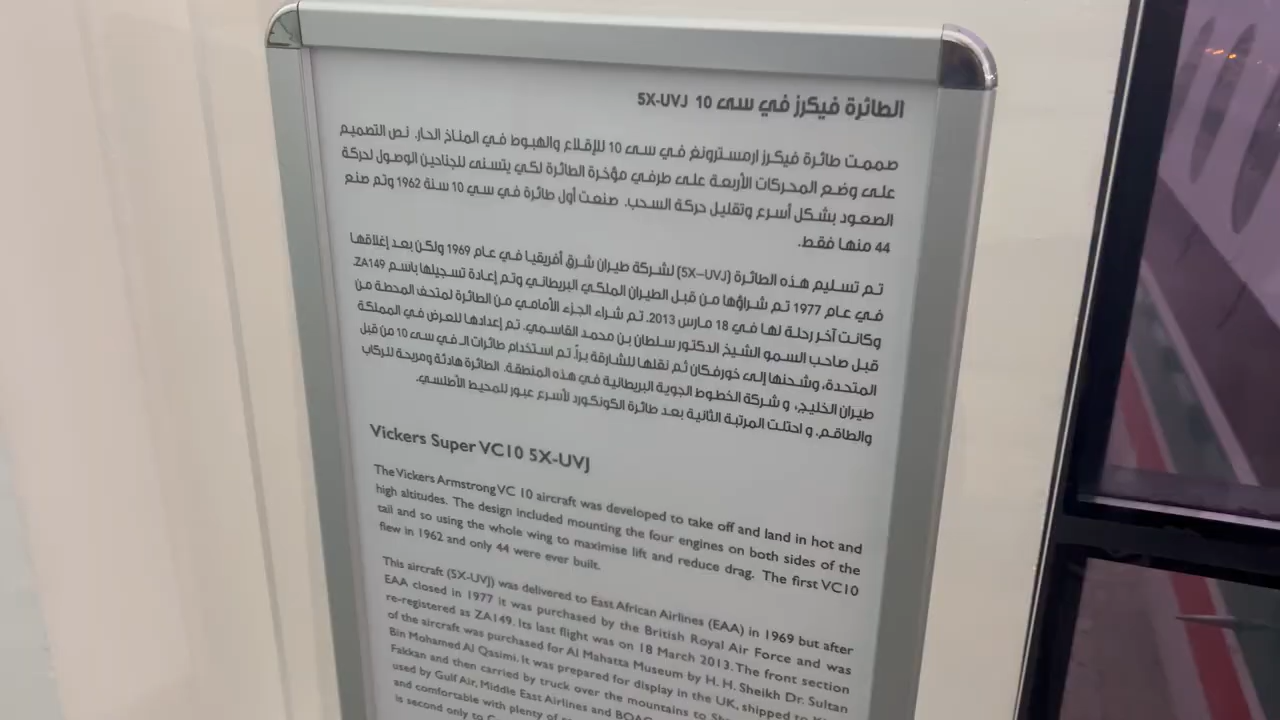 الطائرة فيكرز في سى 10 5X-UVJ
صممت طائرة فيكرز ارمسترونغ في سى 10 للإقلاع والهبوط في المناخ الحار. نص التصميم
على وضع المحركات الأربعة على طرفي مؤخرة الطائرة لكي يتسنى للجناحين الوصول لحركة
الصعود بشكل أسرع وتقليل حركة السحب. صنعت أول طائرة في سي 10 سنة 1962 وتم صنع
44 منها فقط.
تم تسليم هذه الطائرة (5X-UVJ) لشركة طيران شرق أفريقيا في عام 1969 ولكن بعد إغلاقها
في عام 1977 تم شراؤها من قبل الطيران الملكي البريطاني وتم إعادة تسجيلها باسم ZA149.
وكانت آخر رحلة لها في 18 مارس 2013. تم شراء الجزء الأمامي من الطائرة لمتحف المحطة من
قبل صاحب السمو الشيخ الدكتور سلطان بن محمد القاسمي. تم إعدادها للعرض في المملكة
المتحدة، وشحنها إلى خورفكان ثم نقلها للشارقة براً. تم استخدام طائرات الـ في سى 10 من قبل
طيران الخليج، و شركة الخطوط الجوية البريطانية في هذه المنطقة. الطائرة هادئة ومريحة للركاب
والطاقم. و احتلت المرتبة الثانية بعد طائرة الكونكورد لأسرع عبور للمحيط الأطلسي.
Vickers Super VC10 5X-UVJ
The Vickers Armstrong VC 10 aircraft was developed to take off and land in hot and
high altitudes. The design included mounting the four engines on both sides of the
tail and so using the whole wing to maximise lift and reduce drag. The first VC10
flew in 1962 and only 44 were ever built.
This aircraft (5X-UVJ) was delivered to East African Airlines (EAA) in 1969 but after
EAA closed in 1977 it was purchased by the British Royal Air Force and was
re-registered as ZA149. Its last flight was on 18 March 2013. The front section
of the aircraft was purchased for Al Mahatta Museum by H. H. Sheikh Dr. Sultan
Bin Mohamed Al Qasimi. It was prepared for display in the UK, shipped to
Fakkan and then carried by truck over the mountains to
used by Gulf Air, Middle East Airlines and
and comfortable with plenty of
is second only to